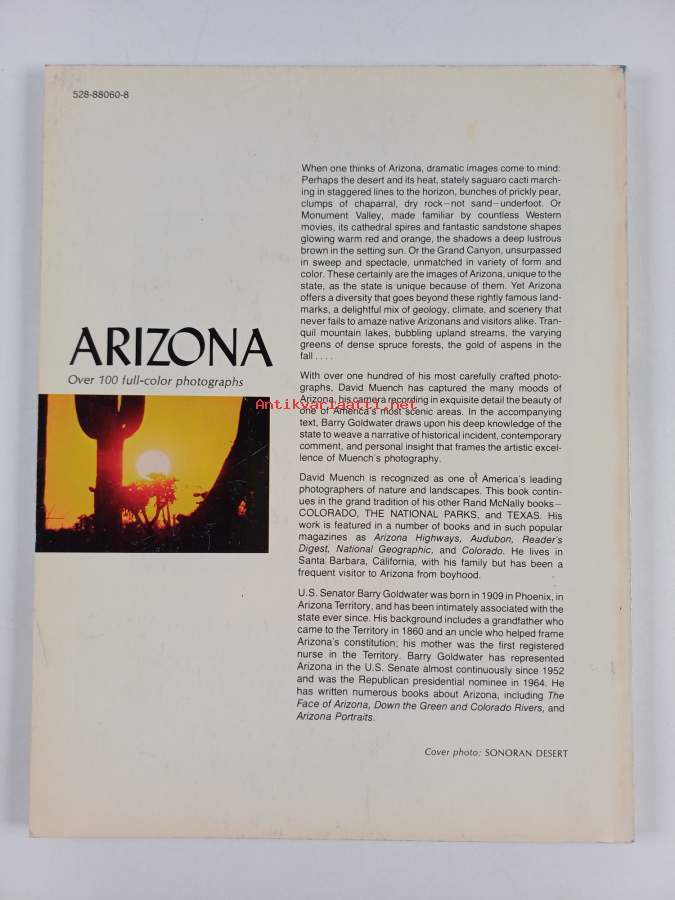 528-88060-8
When one thinks of Arizona, dramatic images come to mind:
Perhaps the desert and its heat, stately saguaro cacti march-
ing in staggered lines to the horizon, bunches of prickly pear,
clumps of chaparral, dry rock—not sand—underfoot. Or
Monument Valley, made familiar by countless Western
movies, its cathedral spires and fantastic sandstone shapes
glowing warm red and orange, the shadows a deep lustrous
brown in the setting sun. Or the Grand Canyon, unsurpassed
in sweep and spectacle, unmatched in variety of form and
color. These certainly are the images of Arizona, unique to the
state, as the state is unique because of them. Yet Arizona
offers a diversity that goes beyond these rightly famous land-
marks, a delightful mix of geology, climate, and scenery that
never fails to amaze native Arizonans and visitors alike. Tran-
quil mountain lakes, bubbling upland streams, the varying
greens of dense spruce forests, the gold of aspens in the
fall . . . .
ARIZONA
Over 100 full-color photographs
With over one hundred of his most carefully crafted photo-
graphs, David Muench has captured the many moods of
Arizona, his camera recording in exquisite detail the beauty of
one of America's most scenic areas. In the accompanying
text, Barry Goldwater draws upon his deep knowledge of the
state to weave a narrative of historical incident, contemporary
comment, and personal insight that frames the artistic excel-
lence of Muench's photography.
Antikvariaatti.net
David Muench is recognized as one of America's leading
photographers of nature and landscapes. This book contin-
ues in the grand tradition of his other Rand McNally books—
COLORADO, THE NATIONAL PARKS, and TEXAS. His
work is featured in a number of books and in such popular
magazines as Arizona Highways, Audubon, Reader's
Digest, National Geographic, and Colorado. He lives in
Santa Barbara, California, with his family but has been a
frequent visitor to Arizona from boyhood.
U.S. Senator Barry Goldwater was born in 1909 in Phoenix, in
Arizona Territory, and has been intimately associated with the
state ever since. His background includes a grandfather who
came to the Territory in 1860 and an uncle who helped frame
Arizona's constitution; his mother was the first registered
nurse in the Territory. Barry Goldwater has represented
Arizona in the U.S. Senate almost continuously since 1952
and was the Republican presidential nominee in 1964. He
has written numerous books about Arizona, including The
Face of Arizona, Down the Green and Colorado Rivers, and
Arizona Portraits.
Cover photo: SONORAN DESERT